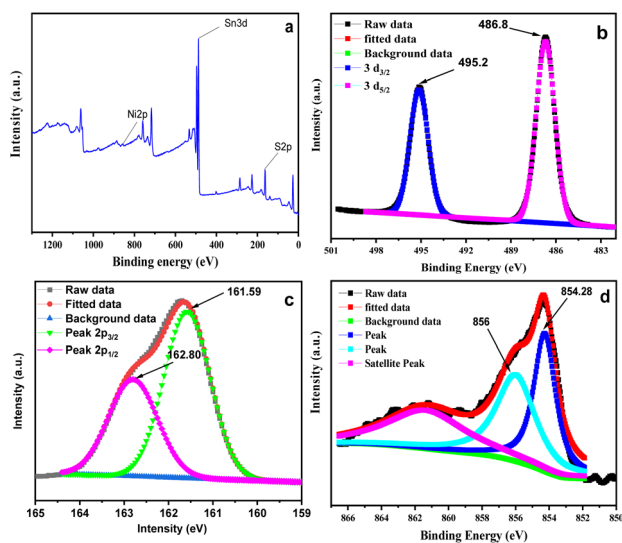 a
Sn3d
Ni2p
S2p
Intensity (a.u.)
1200 1000 800 600 400 200 0
Binding energy (eV)
b
486.8
Raw data
fitted data
Background data
3 d3/2
3 d5/2
495.2
Intensity (a.u.)
501 498 495 492 489 486 483
Binding Energy (eV)
c
Raw data
Fitted data
Background data
Peak 2p3/2
Peak 2p1/2
161.59
162.80
Intensity (a.u.)
165 164 163 162 161 160 159
Intensity (eV)
d
Raw data
fitted data
Background data
Peak
Peak
Satellite Peak
854.28
856
Intensity (a.u.)
866 864 862 860 858 856 854 852 850
Binding Energy (eV)